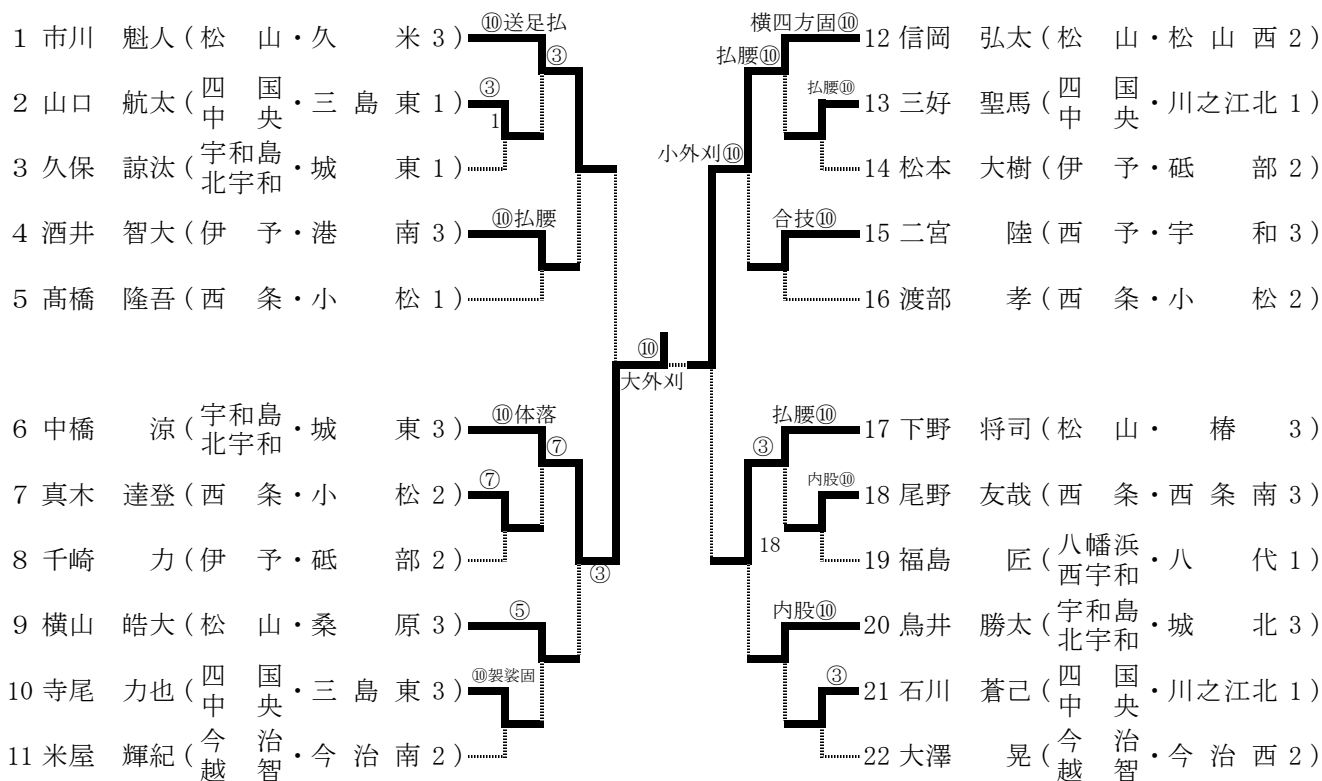 ⑩送足払
1 市川 魁人(松 山・久 米 3)
③
2 山口 航太(四国中央・三島東 1)
③
1
3 久保 諒汰(宇和島北宇和・城 東 1)
4 酒井 智大(伊 予・港 南 3)
⑩払腰
5 髙橋 隆吾(西 条・小 松 1)
6 中橋 涼(宇和島北宇和・城 東 3)
⑩体落
⑦
7 真木 達登(西 条・小 松 2)
⑦
8 千崎 力(伊 予・砥 部 2)
③
9 横山 皓大(松 山・桑 原 3)
⑤
10 寺尾 力也(四国中央・三島東 3)
⑩袈裟固
11 米屋 輝紀(今治越智・今治南 2)
⑩
大外刈
横四方固⑩
12 信岡 弘太(松 山・松山西 2)
払腰⑩
払腰⑩
13 三好 聖馬(四国中央・川之江北 1)
小外刈⑩
14 松本 大樹(伊 予・砥 部 2)
合技⑩
15 二宮 陸(西 予・宇 和 3)
16 渡部 孝(西 条・小 松 2)
払腰⑩
17 下野 将司(松 山・ 椿 3)
③
内股⑩
18 尾野 友哉(西 条・西条南 3)
18
19 福島 匠(八幡浜西宇和・八 代 1)
内股⑩
20 鳥井 勝太(宇和島北宇和・城 北 3)
③
21 石川 蒼己(四国中央・川之江北 1)
22 大澤 晃(今治越智・今治西 2)